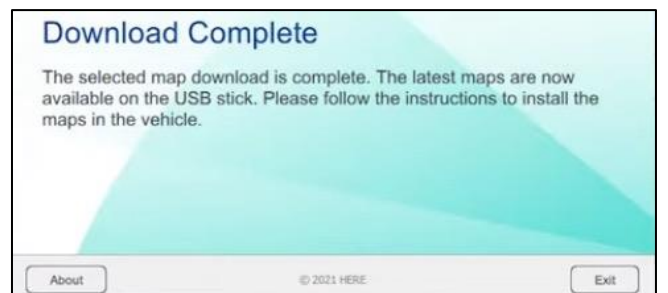 Download Complete
The selected map download is complete. The latest maps are now
available on the USB stick. Please follow the instructions to install the
maps in the vehicle.
About
© 2021 HERE
Exit